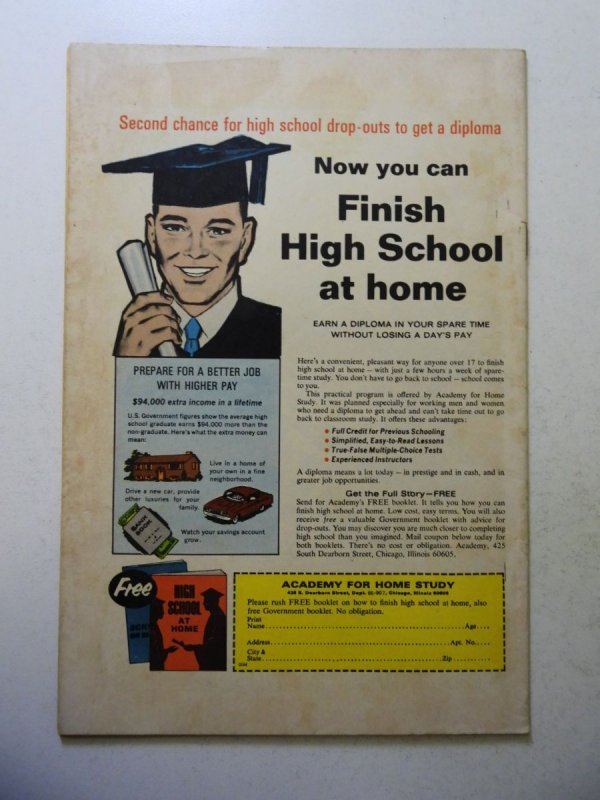 Second chance for high school drop-outs to get a diploma
Now you can
Finish
High School
at home
EARN A DIPLOMA IN YOUR SPARE TIME
WITHOUT LOSING A DAY'S PAY
PREPARE FOR A BETTER JOB
WITH HIGHER PAY
$94,000 extra income in a lifetime
U.S. Government figures show the average high
school graduate earns $94,000 more than the
non-graduate. Here's what the extra money can
mean:
Live in a home of
your own in a fine
neighborhood.
Drive a new car, provide
other luxuries for your
family.
BANK
BOOK
Watch your savings account
grow.
Here's a convenient, pleasant way for anyone over 17 to finish
high school at home — with just a few hours a week of spare-
time study. You don't have to go back to school — school comes
to you.
This practical program is offered by Academy for Home
Study. It was planned especially for working men and women
who need a diploma to get ahead and can't take time out to go
back to classroom study. It offers these advantages:
• Full Credit for Previous Schooling
• Simplified, Easy-to-Read Lessons
• True-False Multiple-Choice Tests
• Experienced Instructors
A diploma means a lot today — in prestige and in cash, and in
greater job opportunities.
Get the Full Story—FREE
Send for Academy's FREE booklet. It tells you how you can
finish high school at home. Low cost, easy terms. You will also
receive free a valuable Government booklet with advice for
drop-outs. You may discover you are much closer to completing
high school than you imagined. Mail coupon below today for
both booklets. There's no cost or obligation. Academy, 425
South Dearborn Street, Chicago, Illinois 60605.
Free
HIGH
SCHOOL
AT
HOME
ACADEMY FOR HOME STUDY
425 S. Dearborn Street, Dept. Chicago, Illinois 60605
Please rush FREE booklet on how to finish high school at home, also
free Government booklet. No obligation.
Print
Name Age
Address Apt. No.
City &
State Zip